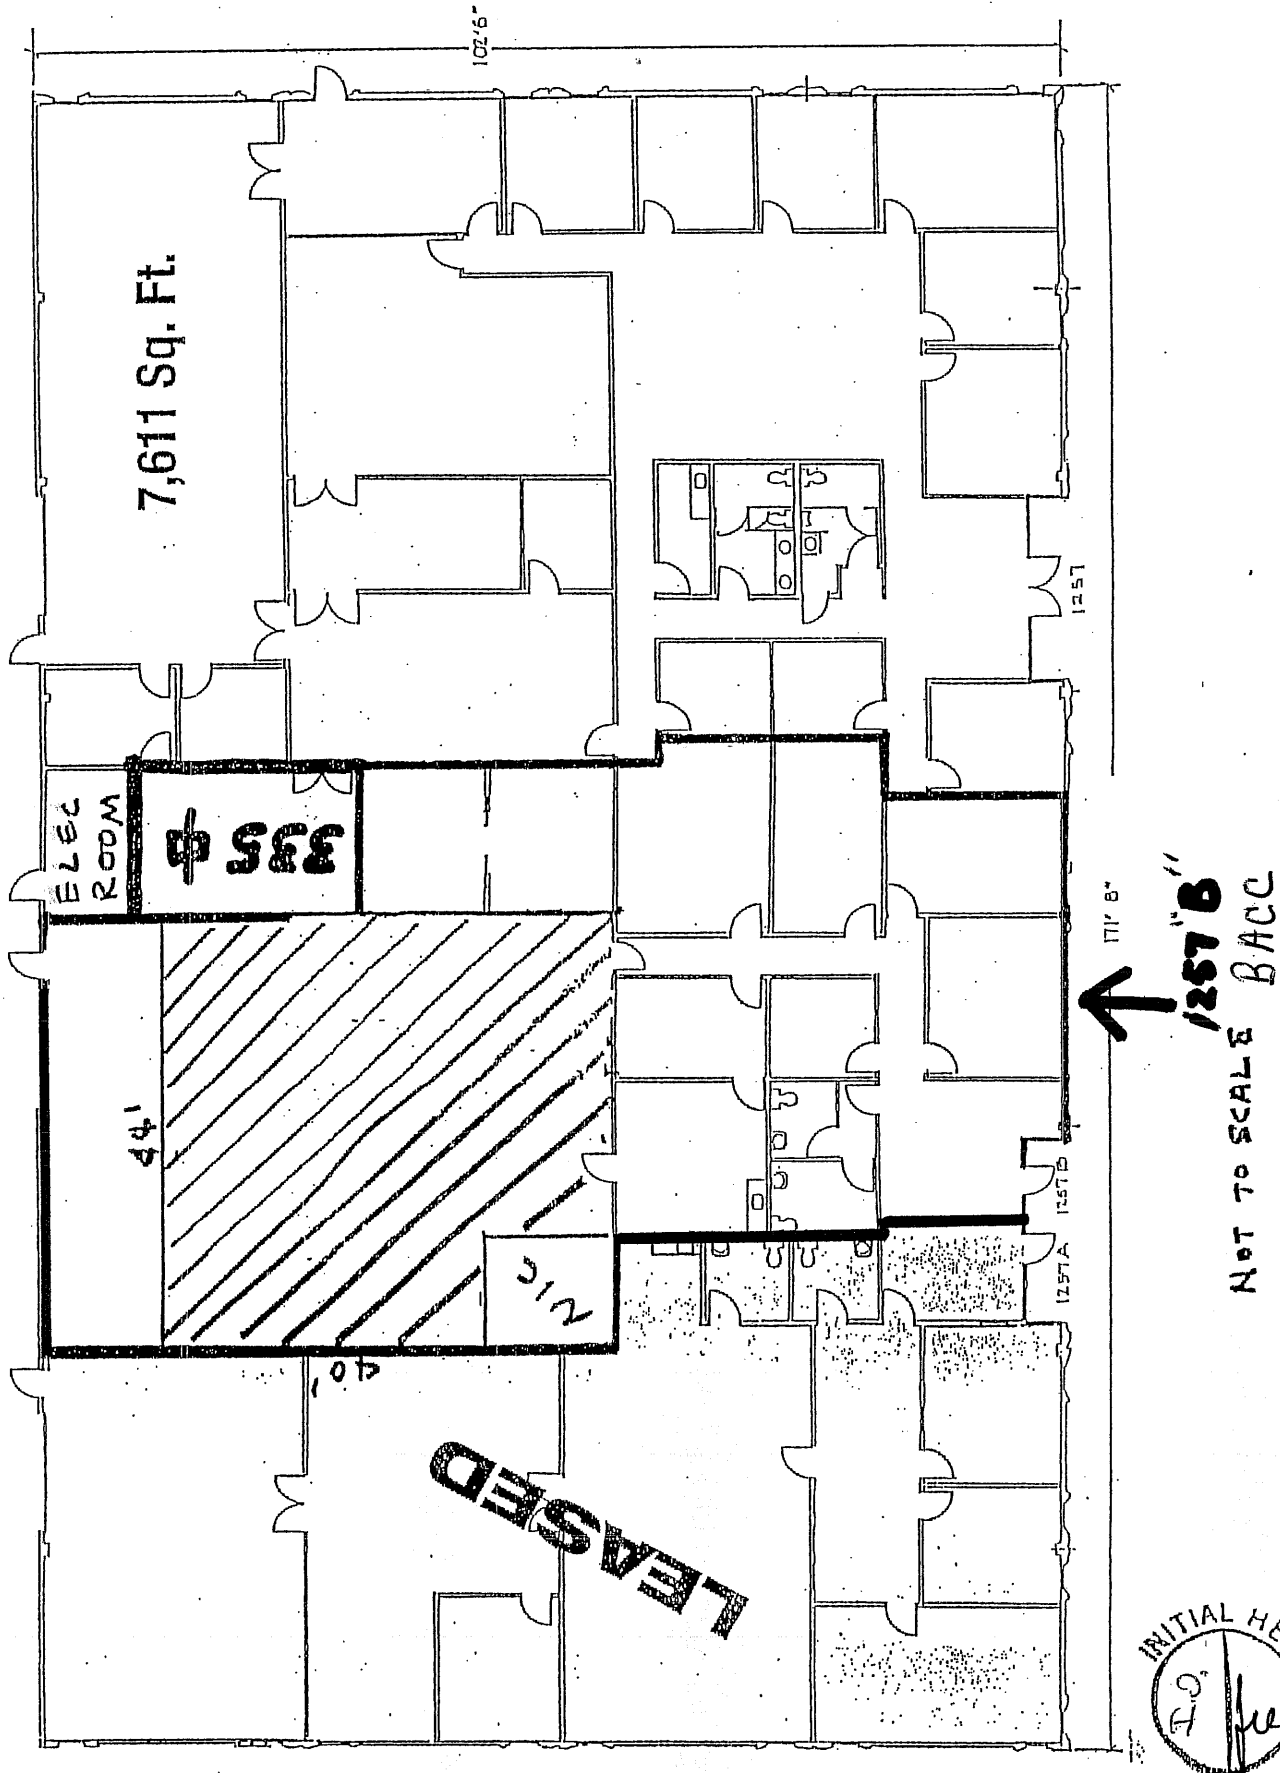 102'6"
7,611 Sq. Ft.
ELEC
ROOM
335
44'
40'
LEASED
1257
1257 B
1257 A
171' 8"
1257 "B"
BACC
NOT TO SCALE
INITIAL HE